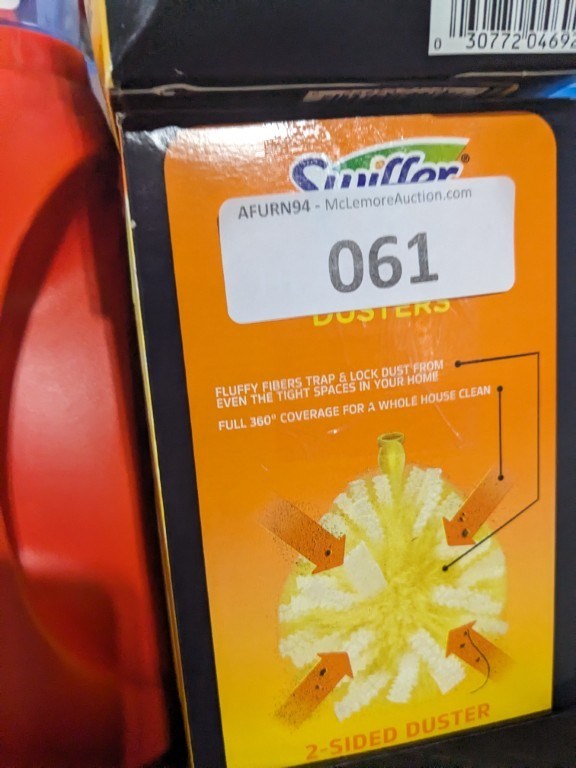 0 30772 04692
Swiffer®
AFURN94 - McLemoreAuction.com
061
DUSTERS
FLUFFY FIBERS TRAP & LOCK DUST FROM
EVEN THE TIGHT SPACES IN YOUR HOME
FULL 360° COVERAGE FOR A WHOLE HOUSE CLEAN
2-SIDED DUSTER